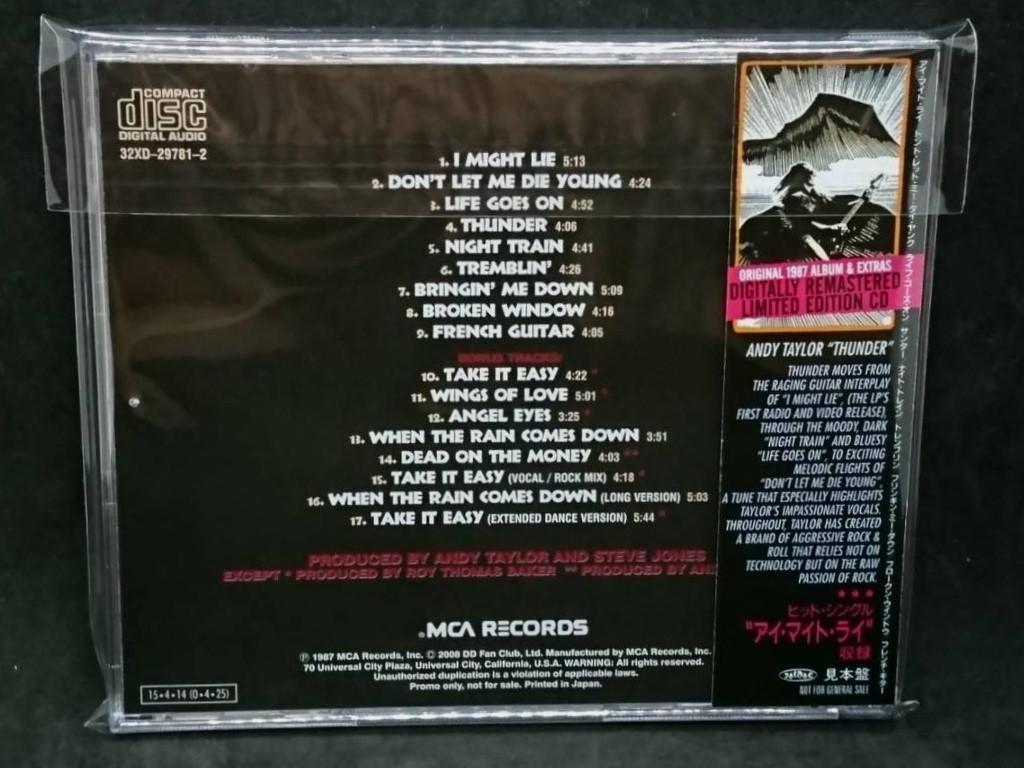 COMPACT
disc
DIGITAL AUDIO
32XD-29781-2
1. I MIGHT LIE 5:13
2. DON'T LET ME DIE YOUNG 4:24
3. LIFE GOES ON 4:52
4. THUNDER 4:06
5. NIGHT TRAIN 4:41
6. TREMBLIN' 4:26
7. BRINGIN' ME DOWN 5:09
8. BROKEN WINDOW 4:16
9. FRENCH GUITAR 4:05
BONUS TRACKS:
10. TAKE IT EASY 4:22 *
11. WINGS OF LOVE 5:01 *
12. ANGEL EYES 3:25 *
13. WHEN THE RAIN COMES DOWN 3:51
14. DEAD ON THE MONEY 4:03 **
15. TAKE IT EASY (VOCAL / ROCK MIX) 4:18 *
16. WHEN THE RAIN COMES DOWN (LONG VERSION) 5:03
17. TAKE IT EASY (EXTENDED DANCE VERSION) 5:44 *
PRODUCED BY ANDY TAYLOR AND STEVE JONES
EXCEPT * PRODUCED BY ROY THOMAS BAKER ** PRODUCED BY
MCA RECORDS
℗ 1987 MCA Records, Inc. © 2008 DD Fan Club, Ltd. Manufactured by MCA Records, Inc.
70 Universal City Plaza, Universal City, California, U.S.A. WARNING: All rights reserved.
Unauthorized duplication is a violation of applicable laws.
Promo only, not for sale. Printed in Japan.
15•4•14 (0•4•25)
ORIGINAL 1987 ALBUM & EXTRAS
DIGITALLY REMASTERED
LIMITED EDITION CD
ANDY TAYLOR "THUNDER"
THUNDER MOVES FROM
THE RAGING GUITAR INTERPLAY
OF "I MIGHT LIE", (THE LP'S
FIRST RADIO AND VIDEO RELEASE),
THROUGH THE MOODY, DARK
"NIGHT TRAIN" AND BLUESY
"LIFE GOES ON", TO EXCITING
MELODIC FLIGHTS OF
"DON'T LET ME DIE YOUNG",
A TUNE THAT ESPECIALLY HIGHLIGHTS
TAYLOR'S IMPASSIONATE VOCALS.
THROUGHOUT, TAYLOR HAS CREATED
A BRAND OF AGGRESSIVE ROCK &
ROLL THAT RELIES NOT ON
TECHNOLOGY BUT ON THE RAW
PASSION OF ROCK.
★★★
ヒット・シングル
"アイ・マイト・ライ"
収録
見本盤
NOT FOR GENERAL SALE